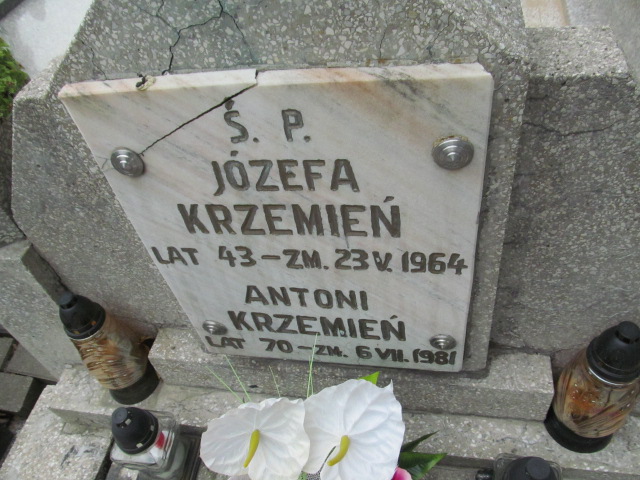 Ś. P.
JÓZEFA
KRZEMIEŃ
LAT 43 – ZM. 23 V. 1964
ANTONI
KRZEMIEŃ
LAT 70 – ZM. 6 VII. 1981